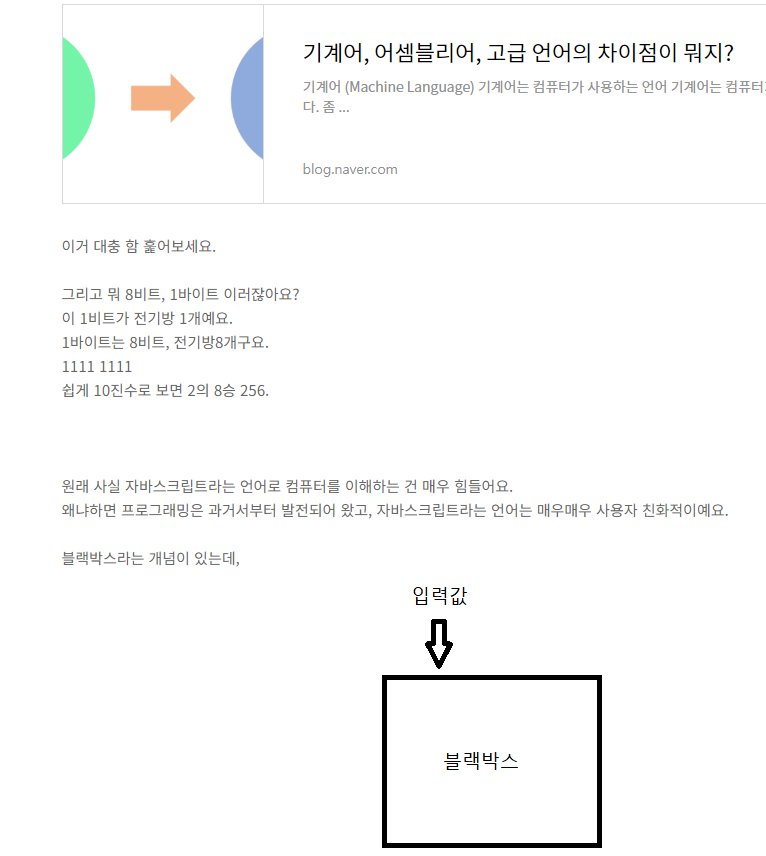 기계어, 어셈블리어, 고급 언어의 차이점이 뭐지?
기계어 (Machine Language) 기계어는 컴퓨터가 사용하는 언어 기계어는 컴퓨터
다. 좀 ...
blog.naver.com
이거 대충 함 훑어보세요.
그리고 뭐 8비트, 1바이트 이러잖아요?
이 1비트가 전기방 1개예요.
1바이트는 8비트, 전기방8개구요.
1111 1111
쉽게 10진수로 보면 2의 8승 256.
원래 사실 자바스크립트라는 언어로 컴퓨터를 이해하는 건 매우 힘들어요.
왜냐하면 프로그래밍은 과거서부터 발전되어 왔고, 자바스크립트라는 언어는 매우매우 사용자 친화적이예요.
블랙박스라는 개념이 있는데,
입력값
블랙박스